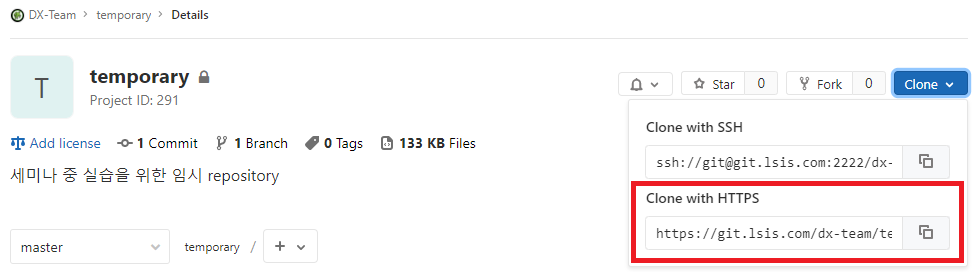 DX-Team > temporary > Details
T
temporary
Project ID: 291
Star 0
Fork 0
Clone
Add license
1 Commit
1 Branch
0 Tags
133 KB Files
세미나 중 실습을 위한 임시 repository
Clone with SSH
ssh://git@git.lsis.com:2222/dx-
Clone with HTTPS
https://git.lsis.com/dx-team/te
master
temporary / +